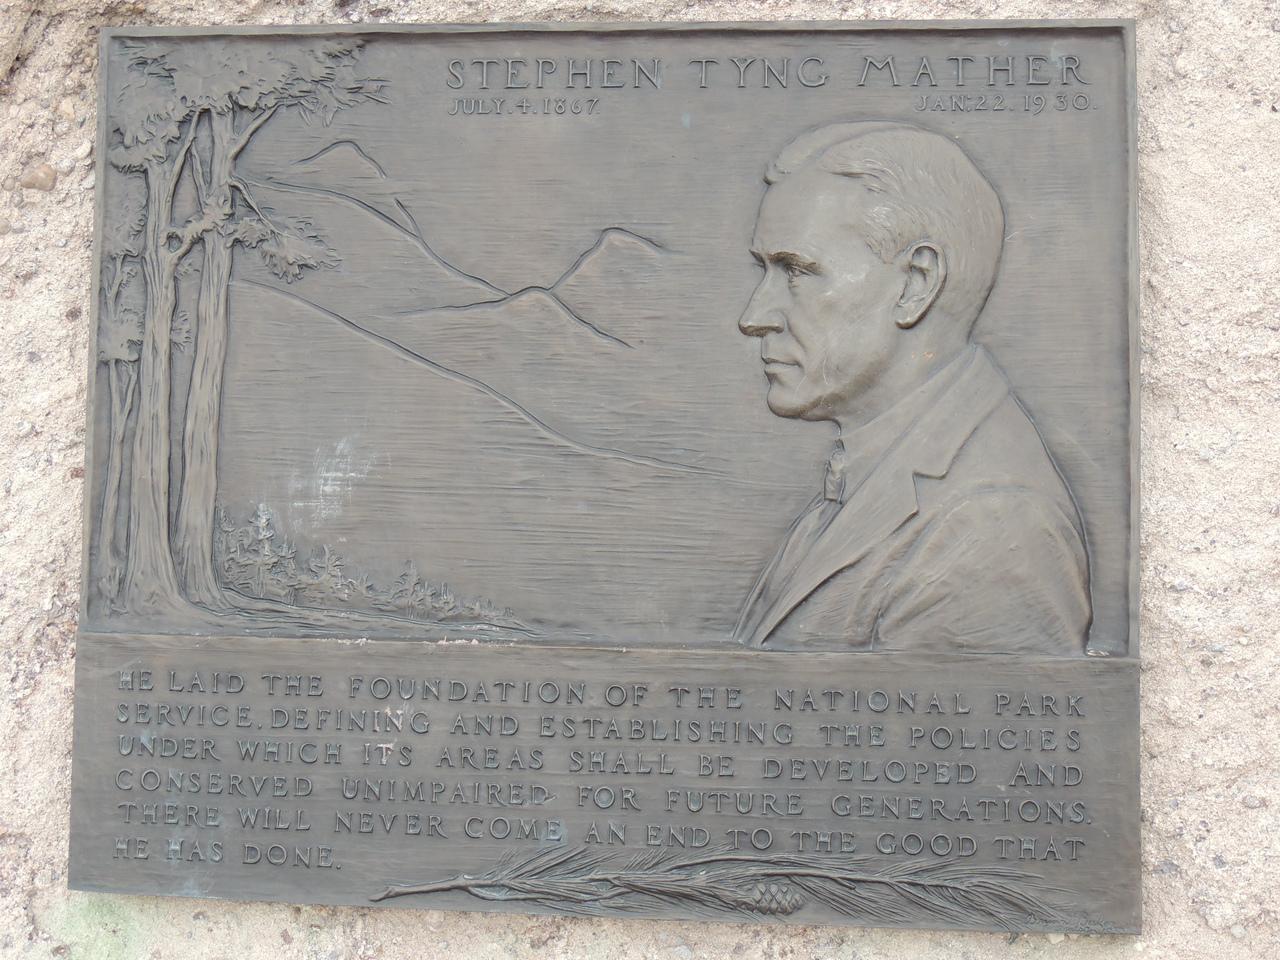 STEPHEN TYNG MATHER
JULY.4.1867. JAN.22.1930.
HE LAID THE FOUNDATION OF THE NATIONAL PARK
SERVICE. DEFINING AND ESTABLISHING THE POLICIES
UNDER WHICH ITS AREAS SHALL BE DEVELOPED AND
CONSERVED UNIMPAIRED FOR FUTURE GENERATIONS.
THERE WILL NEVER COME AN END TO THE GOOD THAT
HE HAS DONE.